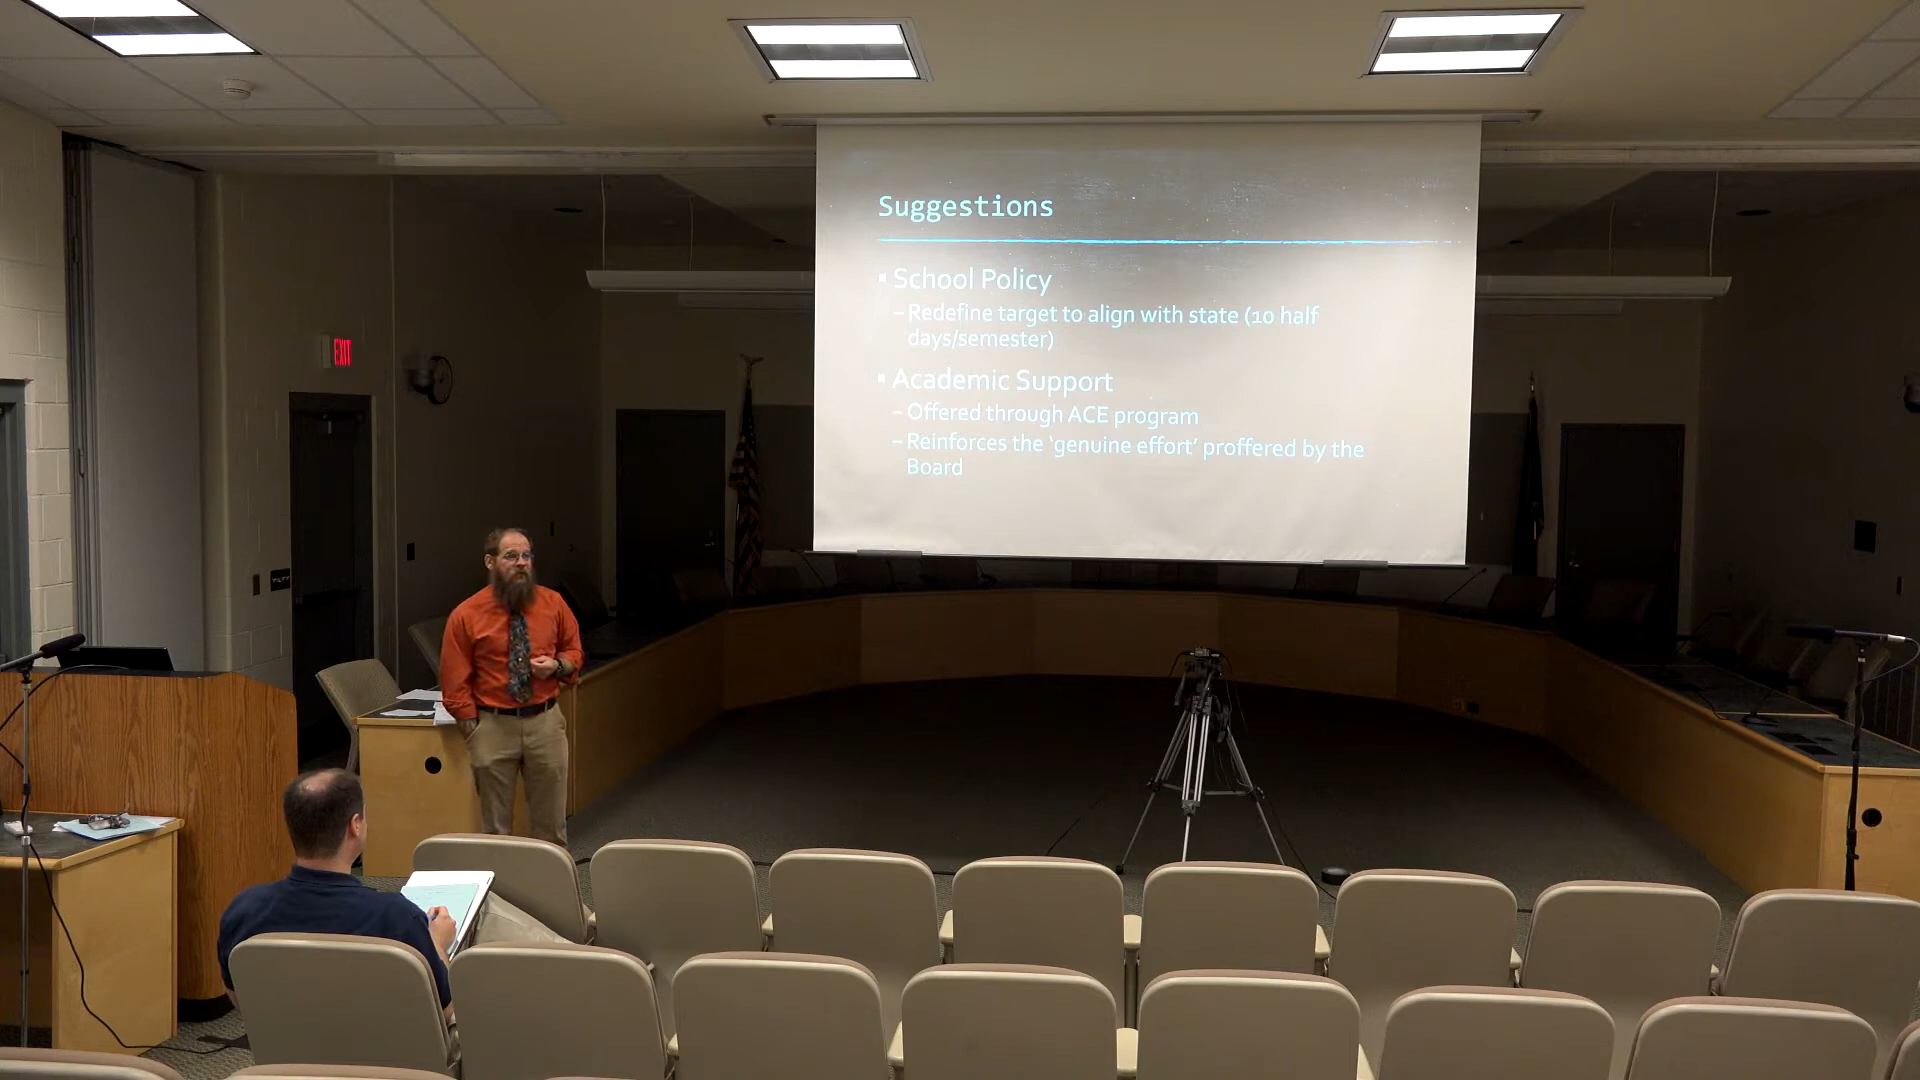 Suggestions
▪ School Policy
– Redefine target to align with state (10 half
days/semester)
▪ Academic Support
– Offered through ACE program
– Reinforces the ‘genuine effort’ proffered by the
Board
EXIT